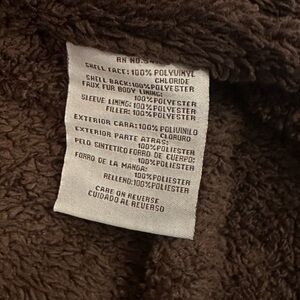 RN NO.
SHELL FACE: 100% POLYVINYL
CHLORIDE
SHELL BACK: 100% POLYESTER
FAUX FUR BODY LINING:
100% POLYESTER
SLEEVE LINING: 100% POLYESTER
FILLER: 100% POLYESTER
EXTERIOR CARA: 100% POLIVINILO
CLORURO
EXTERIOR PARTE ATRAS:
100% POLIESTER
PELO SINTETICO FORRO DE CUERPO:
100% POLIESTER
FORRO DE LA MANGA:
100% POLIESTER
RELLENO: 100% POLIESTER
CARE ON REVERSE
CUIDADO AL REVERSO